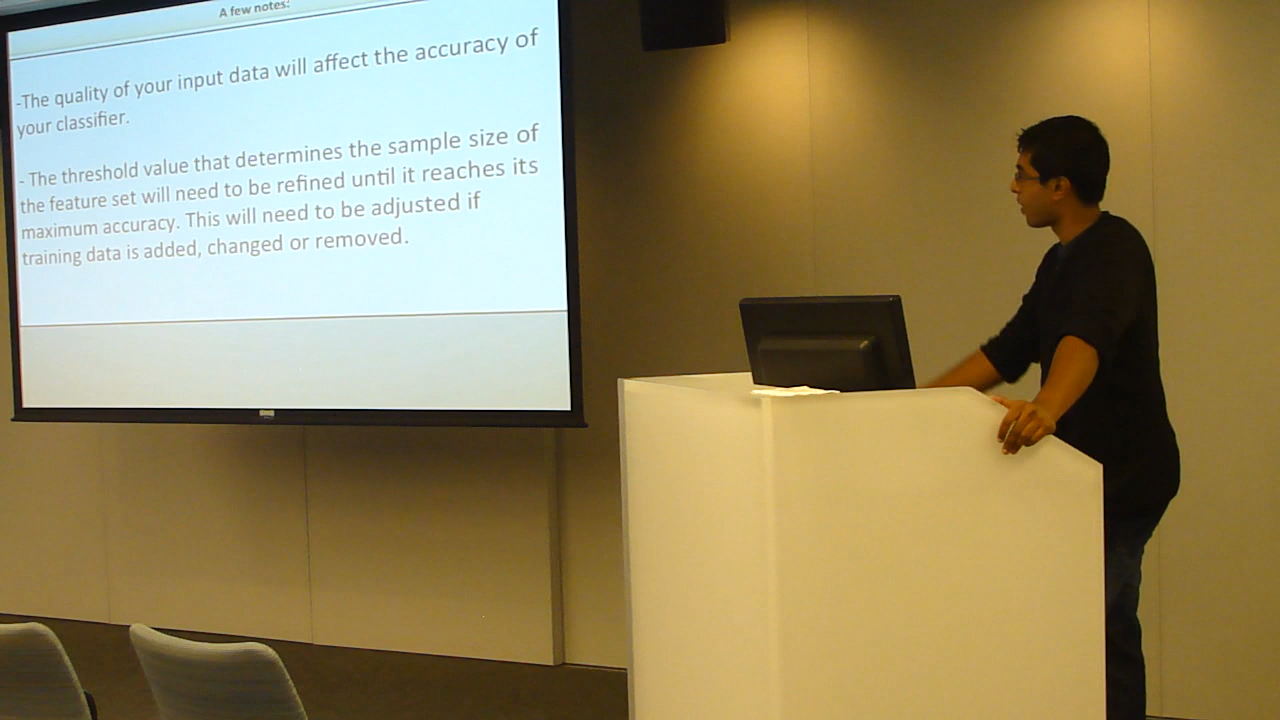 A few notes:
-The quality of your input data will affect the accuracy of
your classifier.
- The threshold value that determines the sample size of
the feature set will need to be refined until it reaches its
maximum accuracy. This will need to be adjusted if
training data is added, changed or removed.